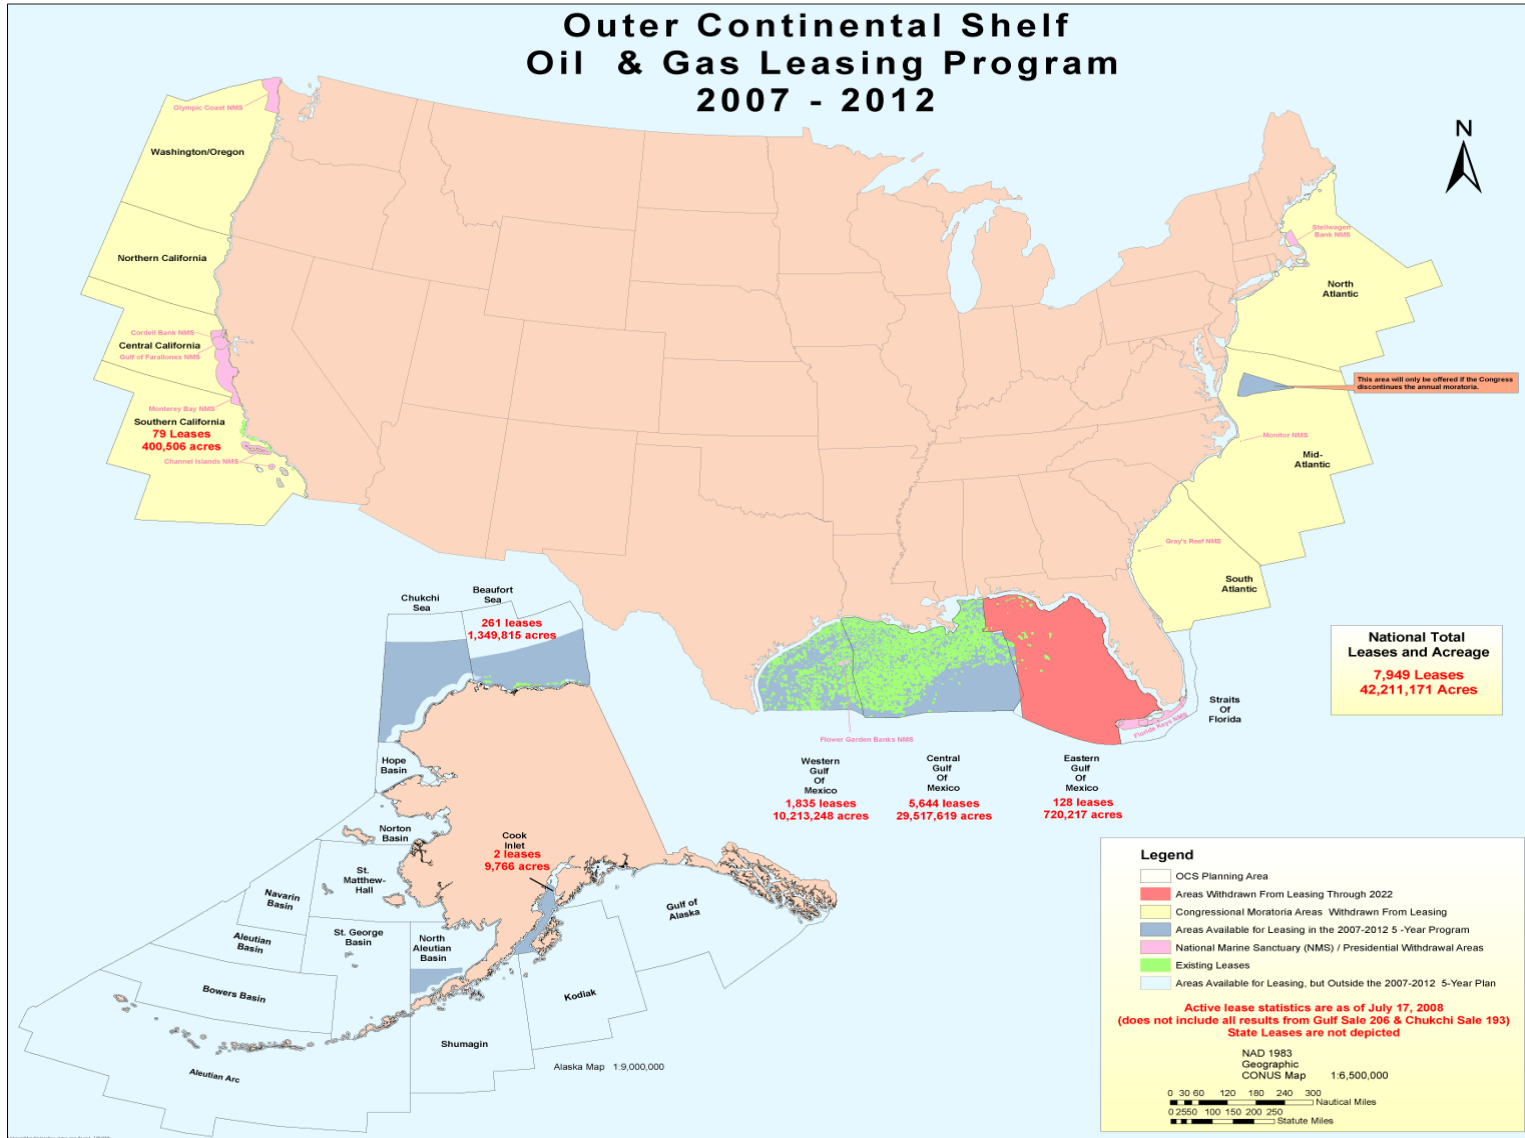 Outer Continental Shelf
Oil & Gas Leasing Program
2007 - 2012
N
Olympic Coast NMS
Washington/Oregon
Northern California
Cordell Bank NMS
Central California
Gulf of Farallones NMS
Monterey Bay NMS
Southern California
79 Leases
400,506 acres
Channel Islands NMS
Stellwagen
Bank NMS
North
Atlantic
This area will only be offered if the Congress
discontinues the annual moratoria.
Monitor NMS
Mid-
Atlantic
Gray's Reef NMS
South
Atlantic
Straits
Of
Florida
Florida Keys NMS
National Total
Leases and Acreage
7,949 Leases
42,211,171 Acres
Chukchi
Sea
Beaufort
Sea
261 leases
1,349,815 acres
Flower Garden Banks NMS
Western
Gulf
Of
Mexico
1,835 leases
10,213,248 acres
Central
Gulf
Of
Mexico
5,644 leases
29,517,619 acres
Eastern
Gulf
Of
Mexico
128 leases
720,217 acres
Hope
Basin
Norton
Basin
Cook
Inlet
2 leases
9,766 acres
St.
Matthew-
Hall
Navarin
Basin
Aleutian
Basin
St. George
Basin
North
Aleutian
Basin
Gulf of
Alaska
Bowers Basin
Kodiak
Shumagin
Aleutian Arc
Alaska Map 1:9,000,000
Legend
OCS Planning Area
Areas Withdrawn From Leasing Through 2022
Congressional Moratoria Areas Withdrawn From Leasing
Areas Available for Leasing in the 2007-2012 5 -Year Program
National Marine Sanctuary (NMS) / Presidential Withdrawal Areas
Existing Leases
Areas Available for Leasing, but Outside the 2007-2012 5-Year Plan
Active lease statistics are as of July 17, 2008
(does not include all results from Gulf Sale 206 & Chukchi Sale 193)
State Leases are not depicted
NAD 1983
Geographic
CONUS Map 1:6,500,000
0 30 60 120 180 240 300
Nautical Miles
0 25 50 100 150 200 250
Statute Miles